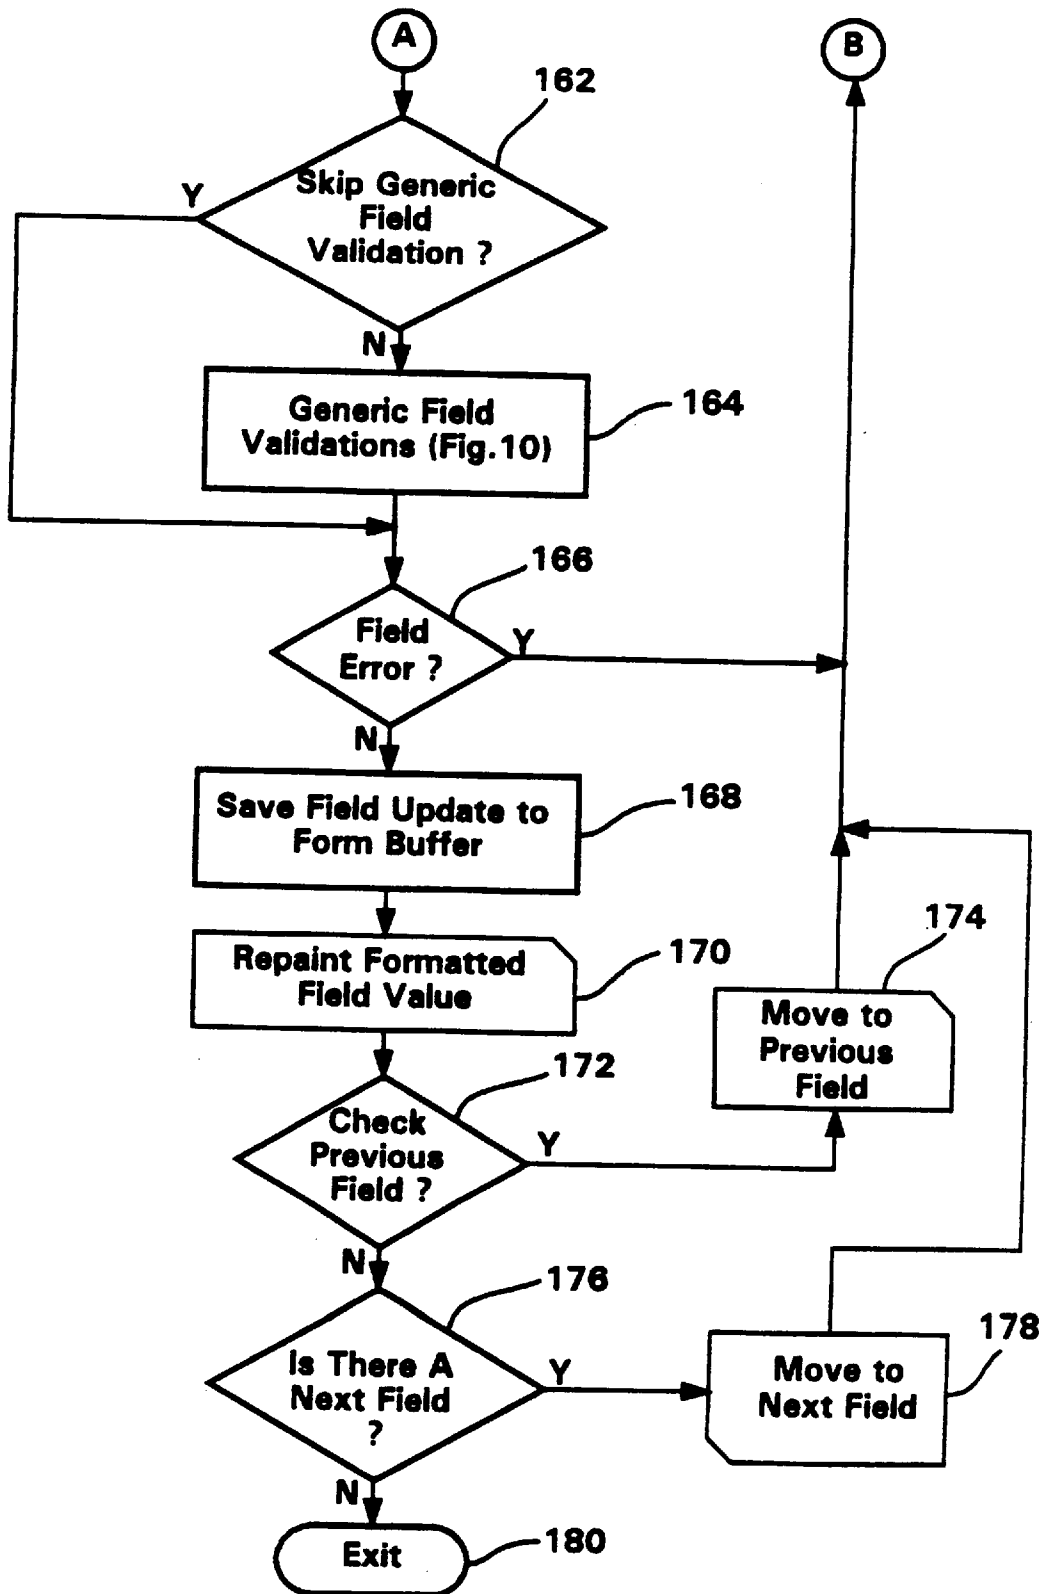 A
B
162
Skip Generic
Field
Validation ?
Y
N
Generic Field
Validations (Fig.10)
164
166
Field
Error ?
Y
N
Save Field Update to
Form Buffer
168
Repaint Formatted
Field Value
170
174
Move to
Previous
Field
172
Check
Previous
Field ?
Y
N
176
Is There A
Next Field
?
Y
178
Move to
Next Field
N
Exit
180